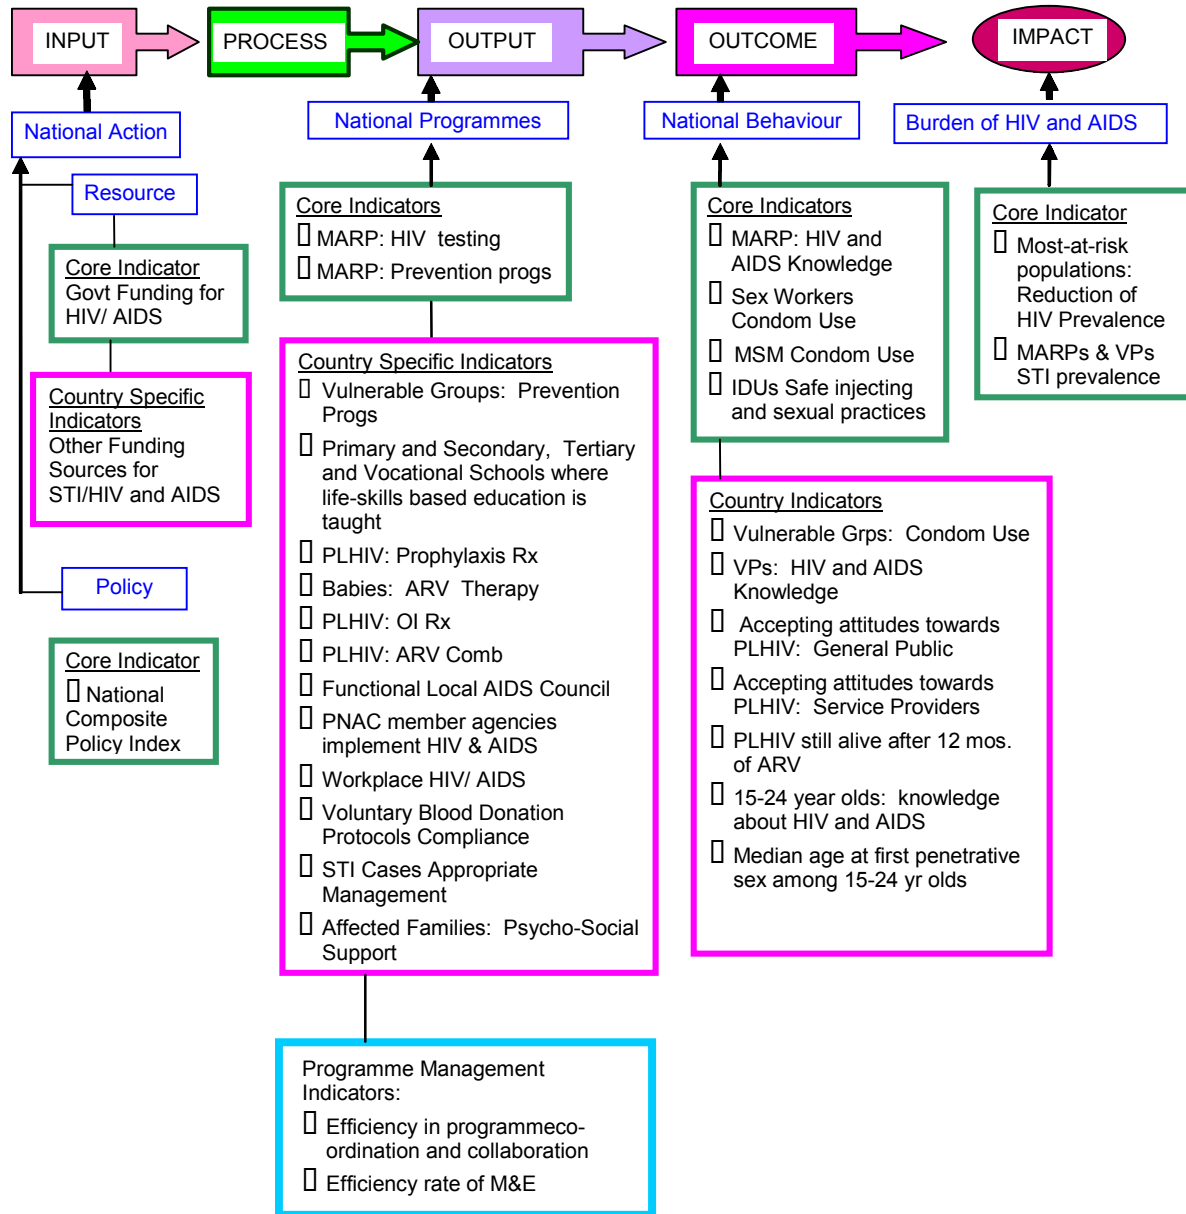 INPUT
PROCESS
OUTPUT
OUTCOME
IMPACT
National Action
National Programmes
National Behaviour
Burden of HIV and AIDS
Resource
Core Indicator
Govt Funding for
HIV/ AIDS
Country Specific
Indicators
Other Funding
Sources for
STI/HIV and AIDS
Policy
Core Indicator
National
Composite
Policy Index
Core Indicators
MARP: HIV testing
MARP: Prevention progs
Country Specific Indicators
Vulnerable Groups: Prevention
Progs
Primary and Secondary, Tertiary
and Vocational Schools where
life-skills based education is
taught
PLHIV: Prophylaxis Rx
Babies: ARV Therapy
PLHIV: OI Rx
PLHIV: ARV Comb
Functional Local AIDS Council
PNAC member agencies
implement HIV & AIDS
Workplace HIV/ AIDS
Voluntary Blood Donation
Protocols Compliance
STI Cases Appropriate
Management
Affected Families: Psycho-Social
Support
Programme Management
Indicators:
Efficiency in programmeco-
ordination and collaboration
Efficiency rate of M&E
Core Indicators
MARP: HIV and
AIDS Knowledge
Sex Workers
Condom Use
MSM Condom Use
IDUs Safe injecting
and sexual practices
Country Indicators
Vulnerable Grps: Condom Use
VPs: HIV and AIDS
Knowledge
Accepting attitudes towards
PLHIV: General Public
Accepting attitudes towards
PLHIV: Service Providers
PLHIV still alive after 12 mos.
of ARV
15-24 year olds: knowledge
about HIV and AIDS
Median age at first penetrative
sex among 15-24 yr olds
Core Indicator
Most-at-risk
populations:
Reduction of
HIV Prevalence
MARPs & VPs
STI prevalence